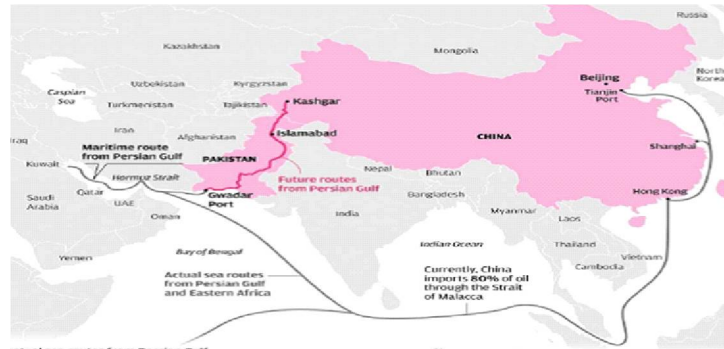 Russia
Kazakhstan
Mongolia
Uzbekistan
Kyrgyzstan
Beijing
North
Korea
Caspian
Sea
Turkmenistan
Tajikistan
Kashgar
Tianjin
Port
Iran
Afghanistan
Islamabad
CHINA
Iraq
Maritime route
from Persian Gulf
PAKISTAN
Shanghai
Kuwait
Hormuz Strait
Future routes
from Persian Gulf
Nepal
Bhutan
Qatar
Gwadar
Port
Bangladesh
Hong Kong
Saudi
Arabia
UAE
India
Myanmar
Laos
Oman
Bay of Bengal
Indian Ocean
Thailand
Vietnam
Yemen
Actual sea routes
from Persian Gulf
and Eastern Africa
Currently, China
imports 80% of oil
through the Strait
of Malacca
Cambodia